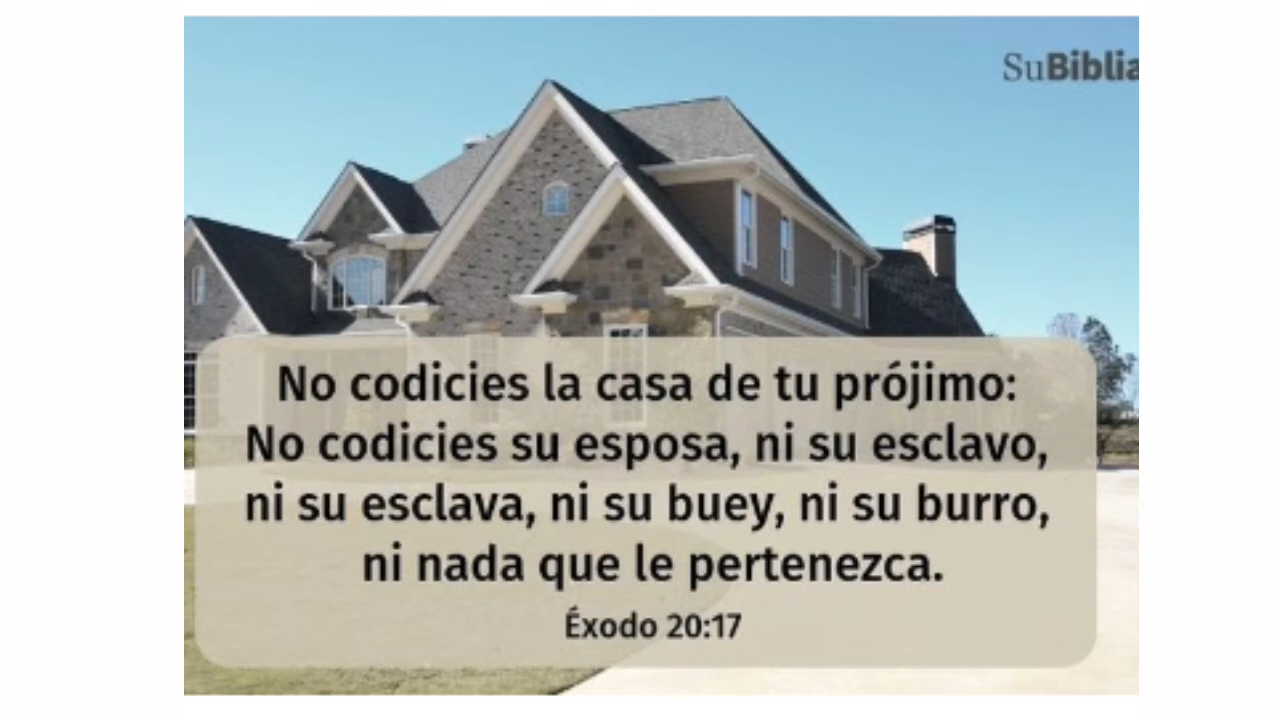 SuBiblia
No codicies la casa de tu prójimo:
No codicies su esposa, ni su esclavo,
ni su esclava, ni su buey, ni su burro,
ni nada que le pertenezca.
Éxodo 20:17